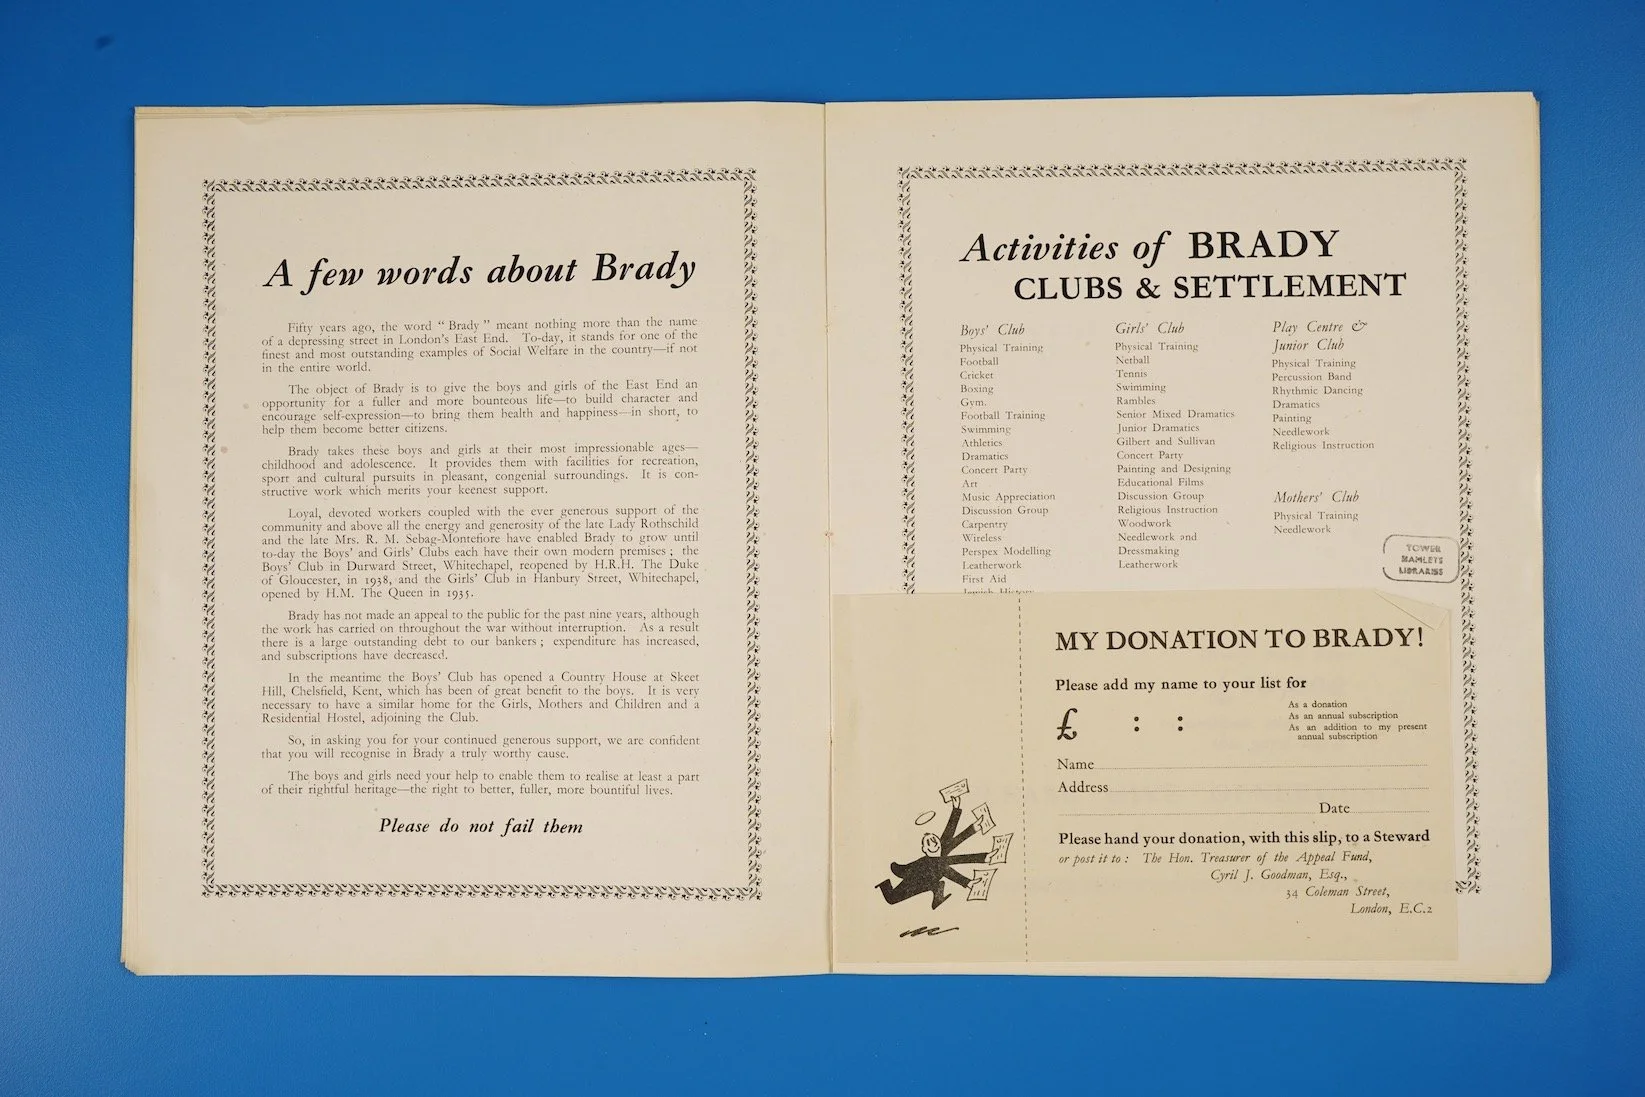 A few words about Brady
Fifty years ago, the word “ Brady ” meant nothing more than the name
of a depressing street in London's East End. To-day, it stands for one of the
finest and most outstanding examples of Social Welfare in the country—if not
in the entire world.
The object of Brady is to give the boys and girls of the East End an
opportunity for a fuller and more bounteous life—to build character and
encourage self-expression—to bring them health and happiness—in short, to
help them become better citizens.
Brady takes these boys and girls at their most impressionable ages—
childhood and adolescence. It provides them with facilities for recreation,
sport and cultural pursuits in pleasant, congenial surroundings. It is con-
structive work which merits your keenest support.
Loyal, devoted workers coupled with the ever generous support of the
community and above all the energy and generosity of the late Lady Rothschild
and the late Mrs. R. M. Sebag-Montefiore have enabled Brady to grow until
to-day the Boys' and Girls' Clubs each have their own modern premises ; the
Boys' Club in Durward Street, Whitechapel, reopened by H.R.H. The Duke
of Gloucester, in 1938, and the Girls' Club in Hanbury Street, Whitechapel,
opened by H.M. The Queen in 1935.
Brady has not made an appeal to the public for the past nine years, although
the work has carried on throughout the war without interruption. As a result
there is a large outstanding debt to our bankers ; expenditure has increased,
and subscriptions have decreased.
In the meantime the Boys' Club has opened a Country House at Skeet
Hill, Chelsfield, Kent, which has been of great benefit to the boys. It is very
necessary to have a similar home for the Girls, Mothers and Children and a
Residential Hostel, adjoining the Club.
So, in asking you for your continued generous support, we are confident
that you will recognise in Brady a truly worthy cause.
The boys and girls need your help to enable them to realise at least a part
of their rightful heritage—the right to better, fuller, more bountiful lives.
Please do not fail them
Activities of BRADY
CLUBS & SETTLEMENT
Boys' Club
Physical Training
Football
Cricket
Boxing
Gym.
Football Training
Swimming
Athletics
Dramatics
Concert Party
Art
Music Appreciation
Discussion Group
Carpentry
Wireless
Perspex Modelling
Leatherwork
First Aid
Jewish History
Girls' Club
Physical Training
Netball
Tennis
Swimming
Rambles
Senior Mixed Dramatics
Junior Dramatics
Gilbert and Sullivan
Concert Party
Painting and Designing
Educational Films
Discussion Group
Religious Instruction
Woodwork
Needlework and
Dressmaking
Leatherwork
Play Centre &
Junior Club
Physical Training
Percussion Band
Rhythmic Dancing
Dramatics
Painting
Needlework
Religious Instruction
Mothers' Club
Physical Training
Needlework
TOWER
HAMLETS
LIBRARIES
MY DONATION TO BRADY!
Please add my name to your list for
£ : :
As a donation
As an annual subscription
As an addition to my present
annual subscription
Name
Address
Date
Please hand your donation, with this slip, to a Steward
or post it to : The Hon. Treasurer of the Appeal Fund,
Cyril J. Goodman, Esq.,
34 Coleman Street,
London, E.C.2